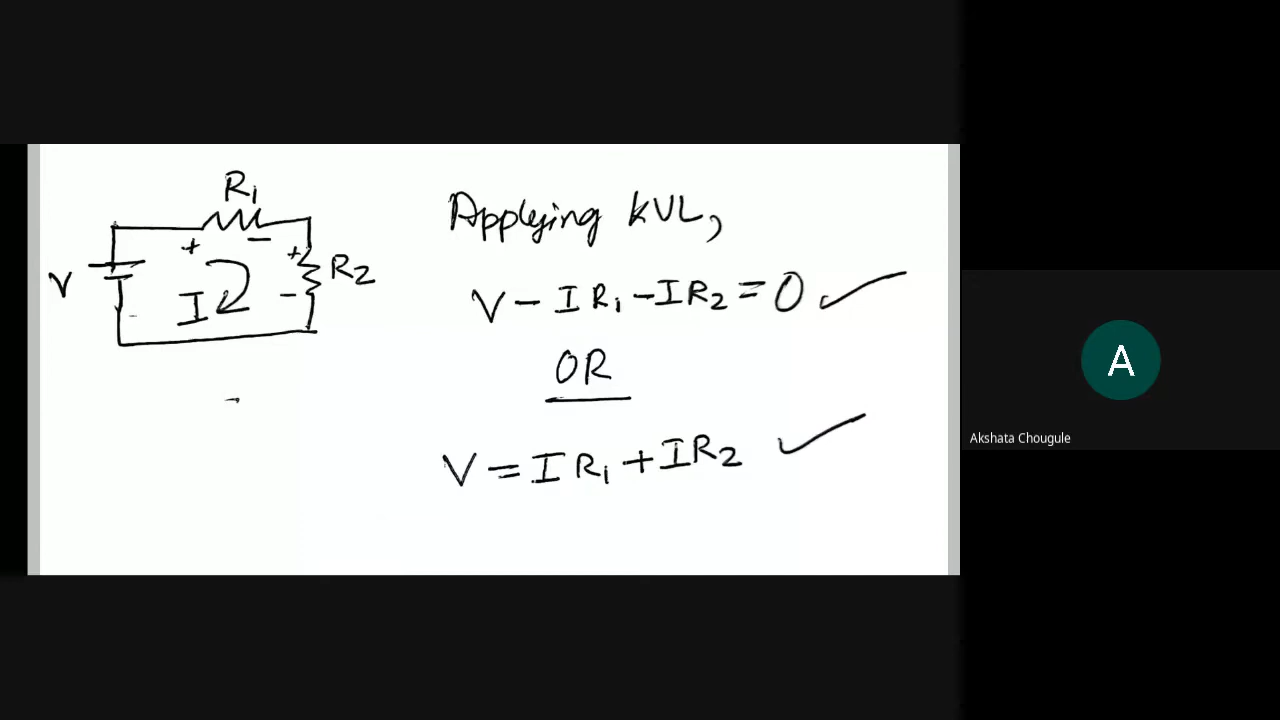 R1
V
+ -
I
+
-
R2
Applying KVL,
V - IR1 - IR2 = 0 ✓
OR
V = IR1 + IR2 ✓
A
Akshata Chougule